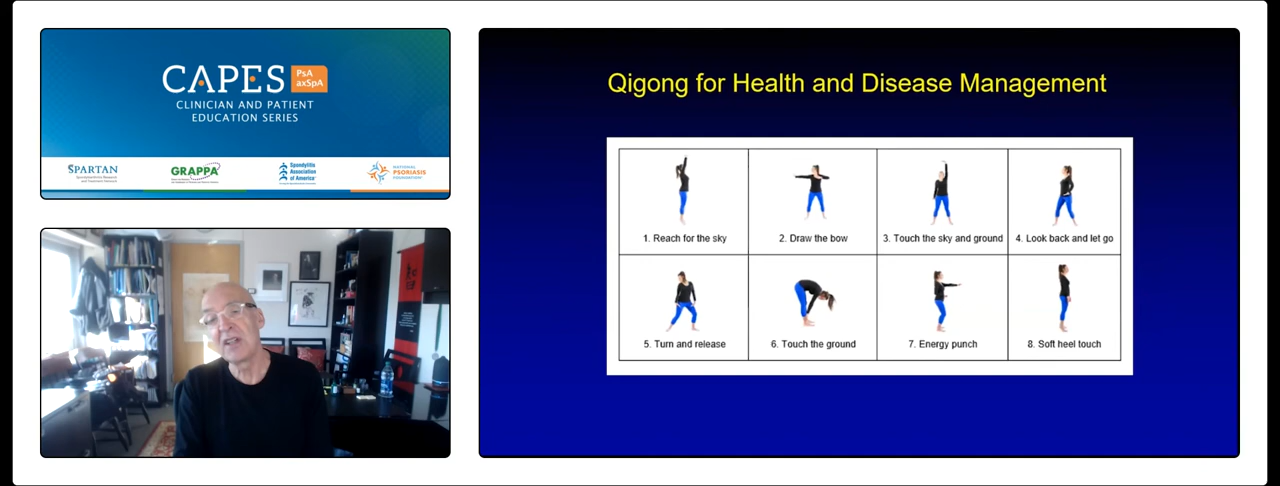 CAPES
PsA
axSpA
CLINICIAN AND PATIENT
EDUCATION SERIES
SPARTAN
GRAPPA
Spondylitis
Association
of America
NATIONAL
PSORIASIS
FOUNDATION
Qigong for Health and Disease Management
1. Reach for the sky
2. Draw the bow
3. Touch the sky and ground
4. Look back and let go
5. Turn and release
6. Touch the ground
7. Energy punch
8. Soft heel touch